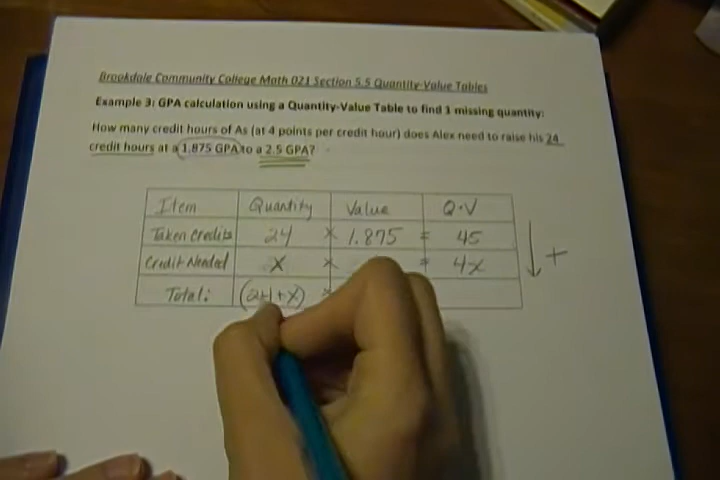 Brookdale Community College Math 021 Section 5.5 Quantity-Value Tables
Example 3: GPA calculation using a Quantity-Value Table to find 1 missing quantity:
How many credit hours of As (at 4 points per credit hour) does Alex need to raise his 24
credit hours at a 1.875 GPA to a 2.5 GPA?
Item Quantity Value Q·V
Taken Credits 24 × 1.875 = 45 +
Credit Needed x × = 4x
Total: (24+x) ×